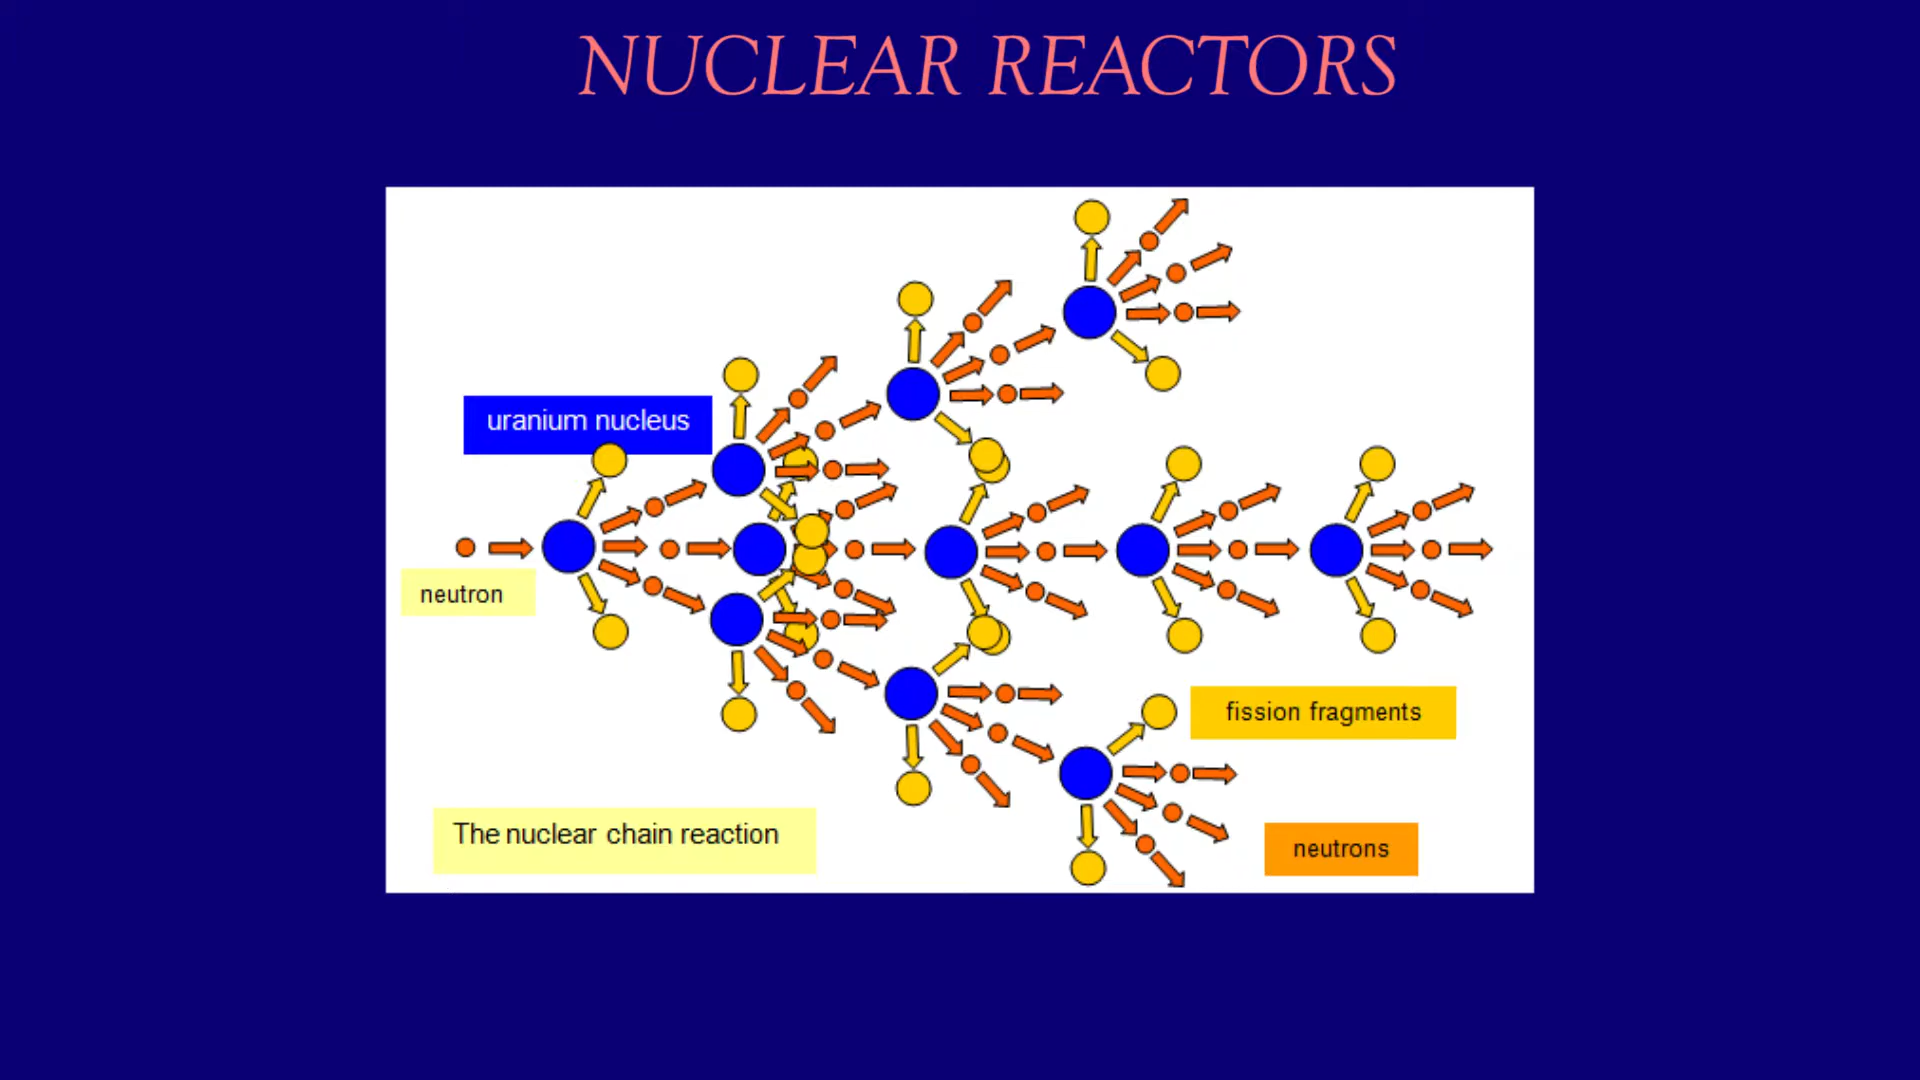 NUCLEAR REACTORS
uranium nucleus
neutron
fission fragments
The nuclear chain reaction
neutrons